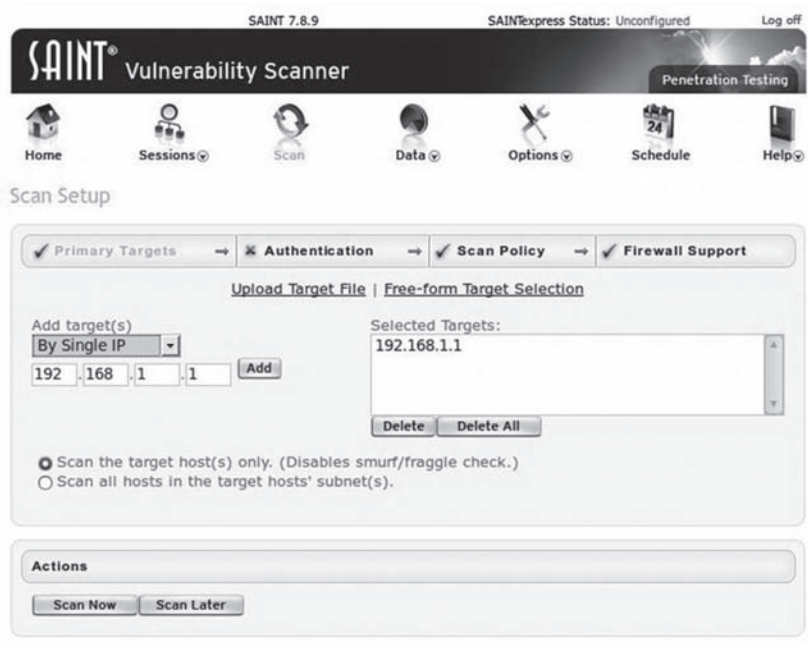 SAINT 7.8.9 SAINTexpress Status: Unconfigured Log off
SAINT® Vulnerability Scanner
Penetration Testing
24
Home Sessions Scan Data Options Schedule Help
Scan Setup
Primary Targets Authentication Scan Policy Firewall Support
Upload Target File | Free-form Target Selection
Add target(s) Selected Targets:
By Single IP 192.168.1.1
192 .168 .1 .1 Add
Delete Delete All
Scan the target host(s) only. (Disables smurf/fraggle check.)
Scan all hosts in the target hosts' subnet(s).
Actions
Scan Now Scan Later